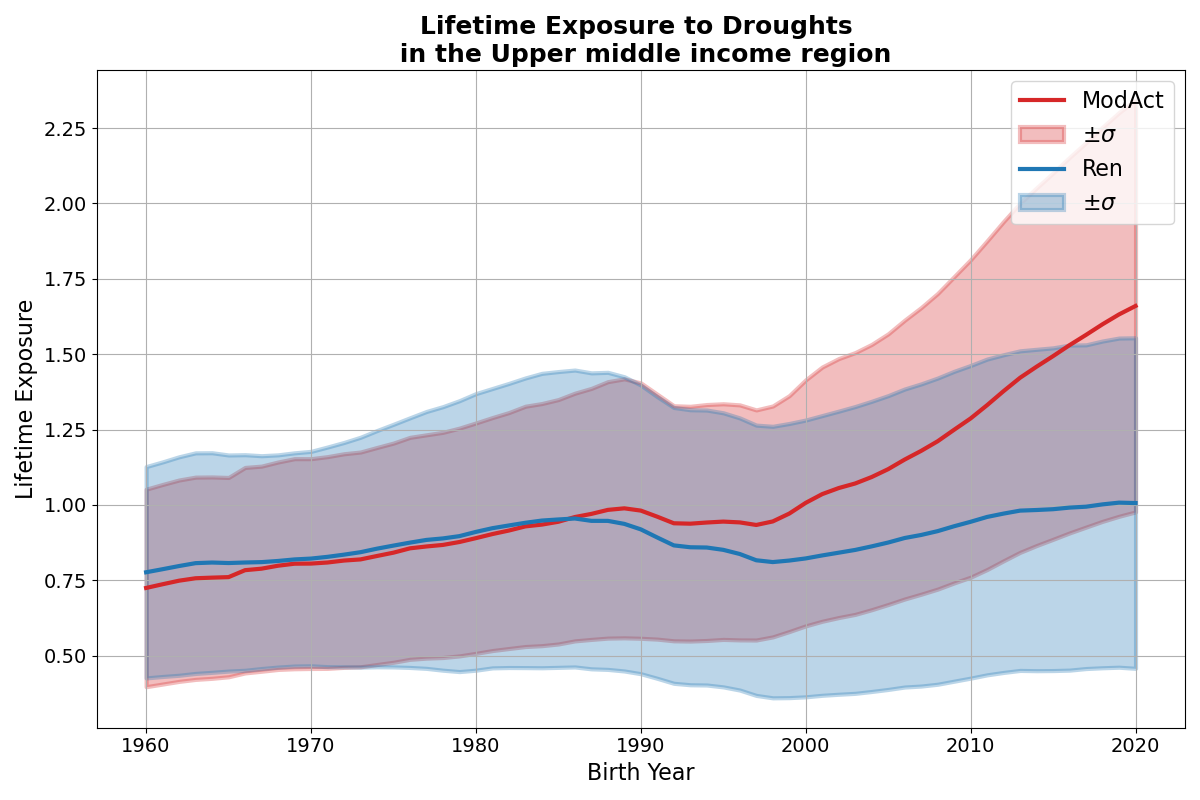 Lifetime Exposure to Droughts
in the Upper middle income region
ModAct
±σ
Ren
±σ
Lifetime Exposure
2.25
2.00
1.75
1.50
1.25
1.00
0.75
0.50
1960 1970 1980 1990 2000 2010 2020
Birth Year